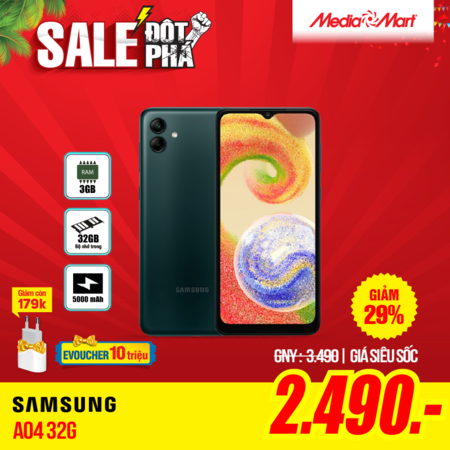 SALE ĐỘT PHÁ
MediaMart
RAM
3GB
32GB
Bộ nhớ trong
5000 mAh
SAMSUNG
Giảm còn
179k
EVOUCHER 10 triệu
GIẢM
29%
GNY : 3.490 | GIÁ SIÊU SỐC
SAMSUNG
A04 32G
2.490.-